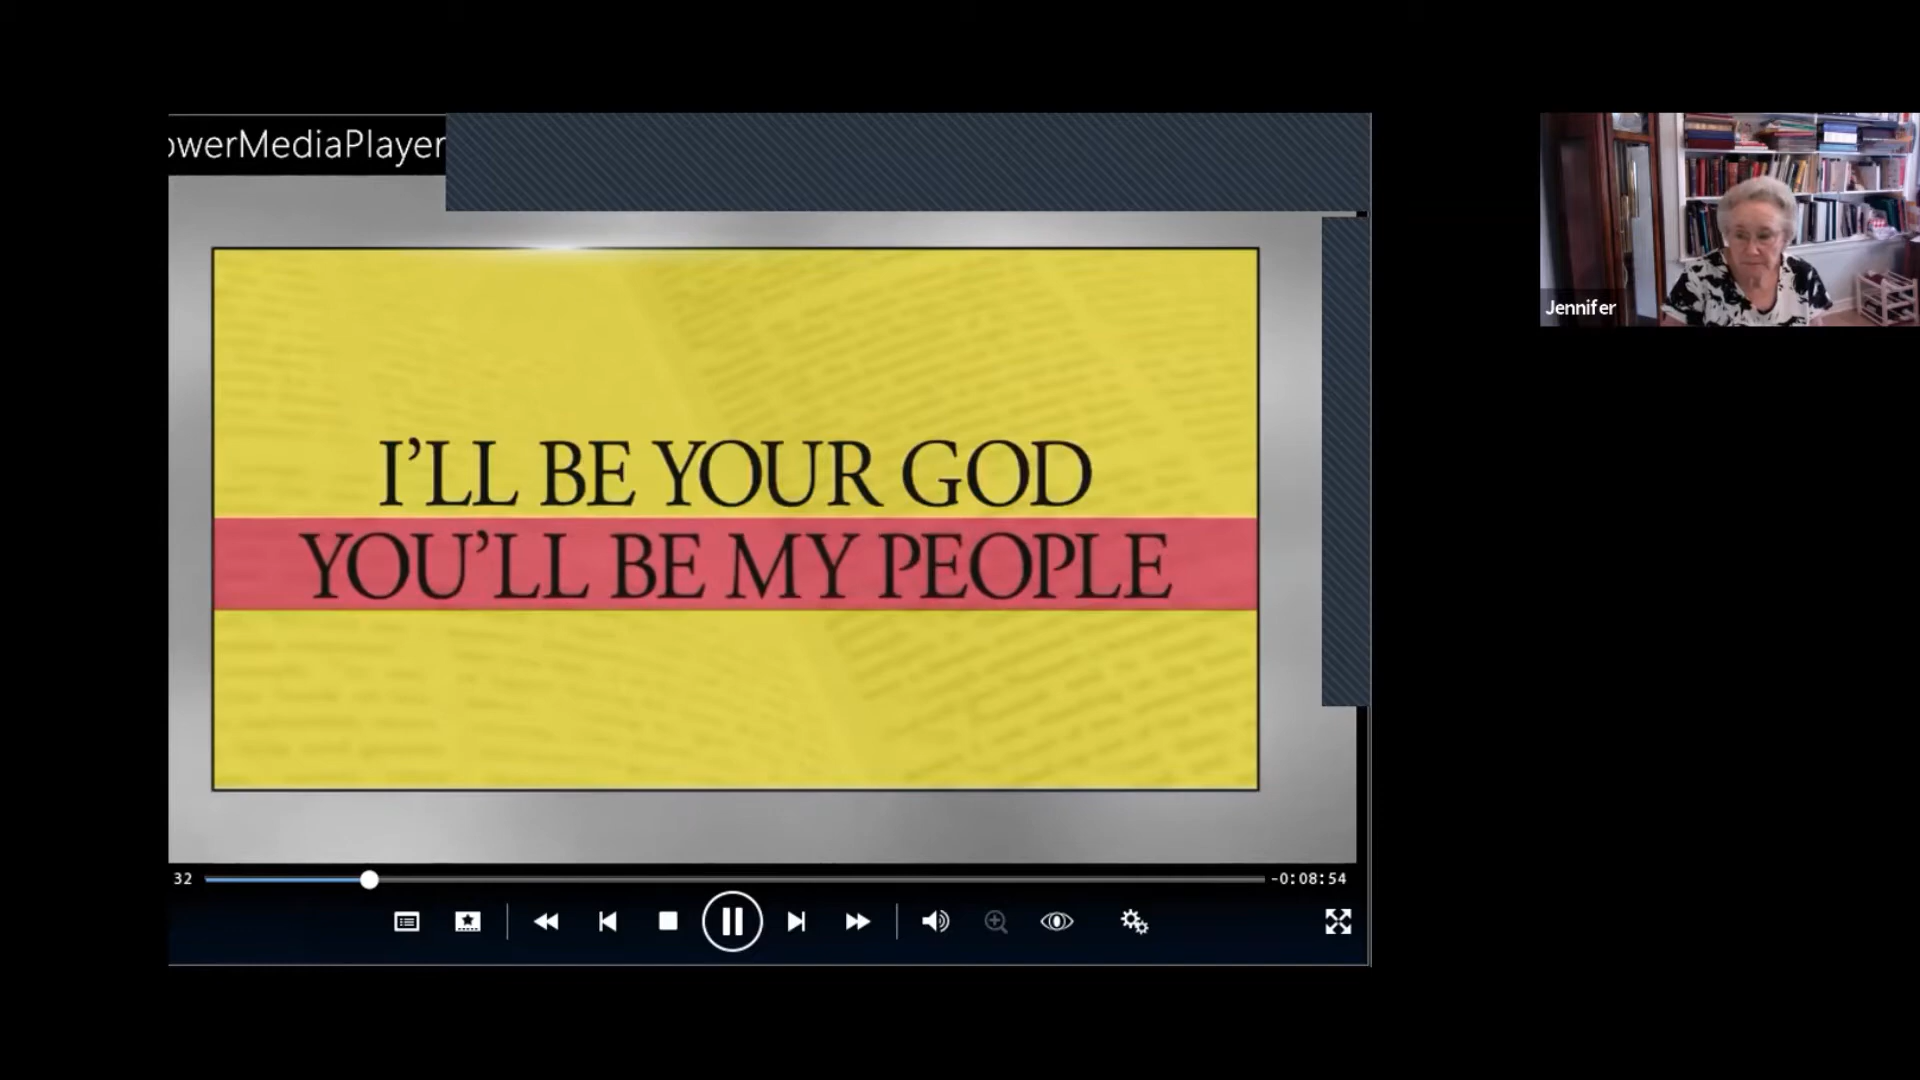 owerMediaPlayer
I'LL BE YOUR GOD
YOU'LL BE MY PEOPLE
Jennifer
32
-0:08:54